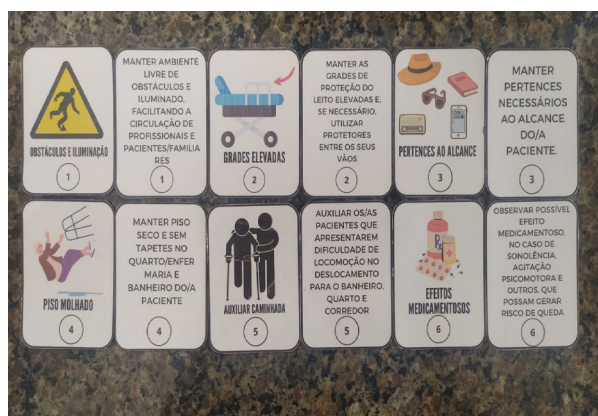 OBSTÁCULOS E ILUMINAÇÃO
1
MANTER AMBIENTE
LIVRE DE
OBSTÁCULOS E
ILUMINADO,
FACILITANDO A
CIRCULAÇÃO DE
PROFISSIONAIS E
PACIENTES/FAMILIA
RES
1
GRADES ELEVADAS
2
MANTER AS
GRADES DE
PROTEÇÃO DO
LEITO ELEVADAS E,
SE NECESSÁRIO,
UTILIZAR
PROTETORES
ENTRE OS SEUS
VÃOS
2
PERTENCES AO ALCANCE
3
MANTER
PERTENCES
NECESSÁRIOS
AO ALCANCE
DO/A
PACIENTE.
3
PISO MOLHADO
4
MANTER PISO
SECO E SEM
TAPETES NO
QUARTO/ENFER
MARIA E
BANHEIRO DO/A
PACIENTE
4
AUXILIAR CAMINHADA
5
AUXILIAR OS/AS
PACIENTES QUE
APRESENTAREM
DIFICULDADE DE
LOCOMOÇÃO NO
DESLOCAMENTO
PARA O BANHEIRO,
QUARTO E
CORREDOR
5
Rx
EFEITOS
MEDICAMENTOSOS
6
OBSERVAR POSSÍVEL
EFEITO
MEDICAMENTOSO,
NO CASO DE
SONOLÊNCIA,
AGITAÇÃO
PSICOMOTORA E
OUTROS, QUE
POSSAM GERAR
RISCO DE QUEDA
6